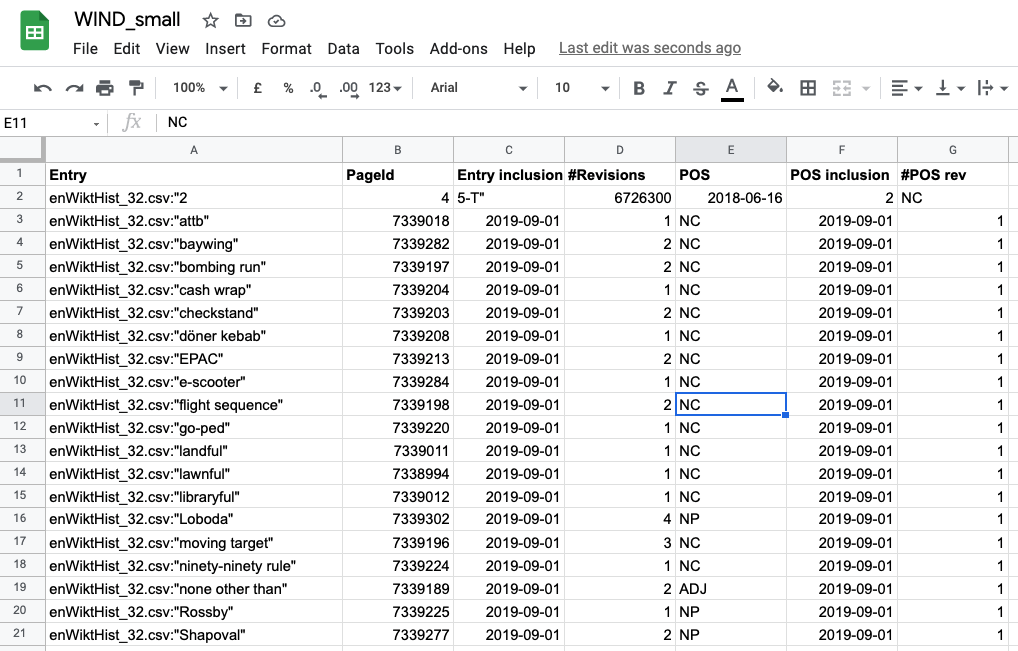 WIND_small
File Edit View Insert Format Data Tools Add-ons Help Last edit was seconds ago
100% £ % .0 .00 123 Arial 10 B I S A
E11 fx NC
A B C D E F G
1 Entry PageId Entry inclusion #Revisions POS POS inclusion #POS rev
2 enWiktHist_32.csv:"2 4 5-T" 6726300 2018-06-16 2 NC
3 enWiktHist_32.csv:"attb" 7339018 2019-09-01 1 NC 2019-09-01 1
4 enWiktHist_32.csv:"baywing" 7339282 2019-09-01 2 NC 2019-09-01 1
5 enWiktHist_32.csv:"bombing run" 7339197 2019-09-01 2 NC 2019-09-01 1
6 enWiktHist_32.csv:"cash wrap" 7339204 2019-09-01 1 NC 2019-09-01 1
7 enWiktHist_32.csv:"checkstand" 7339203 2019-09-01 2 NC 2019-09-01 1
8 enWiktHist_32.csv:"döner kebab" 7339208 2019-09-01 1 NC 2019-09-01 1
9 enWiktHist_32.csv:"EPAC" 7339213 2019-09-01 2 NC 2019-09-01 1
10 enWiktHist_32.csv:"e-scooter" 7339284 2019-09-01 1 NC 2019-09-01 1
11 enWiktHist_32.csv:"flight sequence" 7339198 2019-09-01 2 NC 2019-09-01 1
12 enWiktHist_32.csv:"go-ped" 7339220 2019-09-01 1 NC 2019-09-01 1
13 enWiktHist_32.csv:"landful" 7339011 2019-09-01 1 NC 2019-09-01 1
14 enWiktHist_32.csv:"lawnful" 7338994 2019-09-01 1 NC 2019-09-01 1
15 enWiktHist_32.csv:"libraryful" 7339012 2019-09-01 1 NC 2019-09-01 1
16 enWiktHist_32.csv:"Loboda" 7339302 2019-09-01 4 NP 2019-09-01 1
17 enWiktHist_32.csv:"moving target" 7339196 2019-09-01 3 NC 2019-09-01 1
18 enWiktHist_32.csv:"ninety-ninety rule" 7339224 2019-09-01 1 NC 2019-09-01 1
19 enWiktHist_32.csv:"none other than" 7339189 2019-09-01 2 ADJ 2019-09-01 1
20 enWiktHist_32.csv:"Rossby" 7339225 2019-09-01 1 NP 2019-09-01 1
21 enWiktHist_32.csv:"Shapoval" 7339277 2019-09-01 2 NP 2019-09-01 1